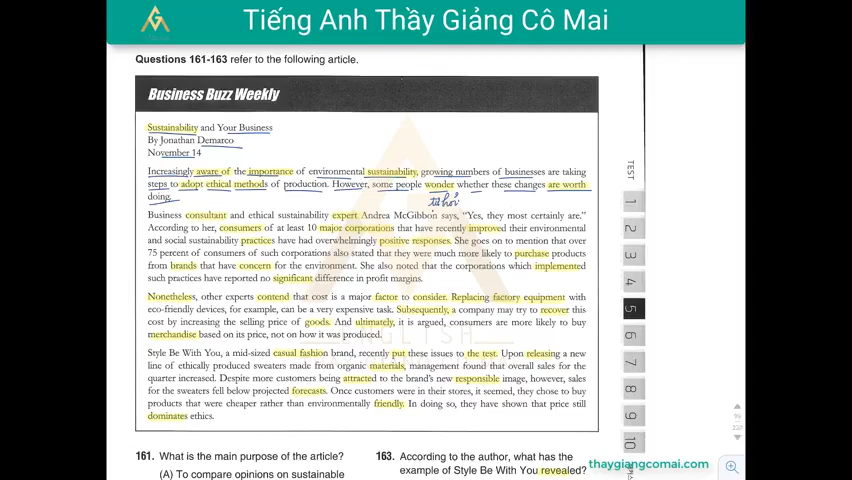 Tiếng Anh Thầy Giảng Cô Mai
Questions 161-163 refer to the following article.
Business Buzz Weekly
Sustainability and Your Business
By Jonathan Demarco
November 14
Increasingly aware of the importance of environmental sustainability, growing numbers of businesses are taking
steps to adopt ethical methods of production. However, some people wonder whether these changes are worth
doing.
tự hỏi
Business consultant and ethical sustainability expert Andrea McGibbon says, “Yes, they most certainly are.”
According to her, consumers of at least 10 major corporations that have recently improved their environmental
and social sustainability practices have had overwhelmingly positive responses. She goes on to mention that over
75 percent of consumers of such corporations also stated that they were much more likely to purchase products
from brands that have concern for the environment. She also noted that the corporations which implemented
such practices have reported no significant difference in profit margins.
Nonetheless, other experts contend that cost is a major factor to consider. Replacing factory equipment with
eco-friendly devices, for example, can be a very expensive task. Subsequently, a company may try to recover this
cost by increasing the selling price of goods. And ultimately, it is argued, consumers are more likely to buy
merchandise based on its price, not on how it was produced.
Style Be With You, a mid-sized casual fashion brand, recently put these issues to the test. Upon releasing a new
line of ethically produced sweaters made from organic materials, management found that overall sales for the
quarter increased. Despite more customers being attracted to the brand’s new responsible image, however, sales
for the sweaters fell below projected forecasts. Once customers were in their stores, it seemed, they chose to buy
products that were cheaper rather than environmentally friendly. In doing so, they have shown that price still
dominates ethics.
ENGLISH
161. What is the main purpose of the article?
(A) To compare opinions on sustainable
163. According to the author, what has the
example of Style Be With You revealed?
TEST
1
2
3
4
5
6
7
8
9
10
thaygiangcomai.com